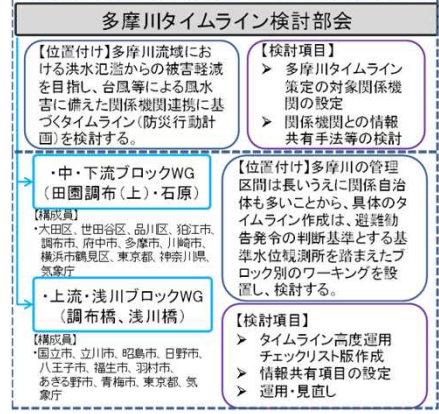 多摩川タイムライン検討部会
【位置付け】多摩川流域にお
ける洪水氾濫からの被害軽減
を目指し、台風等による風水
害に備えた関係機関連携に基
づくタイムライン(防災行動計
画)を検討する。
【検討項目】
➢ 多摩川タイムライン
策定の対象関係機
関の設定
➢ 関係機関との情報
共有手法等の検討
・中・下流ブロックWG
(田園調布(上)・石原)
【構成員】
・大田区、世田谷区、品川区、狛江市、
調布市、府中市、多摩市、川崎市、
横浜市鶴見区、東京都、神奈川県、
気象庁
・上流・浅川ブロックWG
(調布橋、浅川橋)
【構成員】
・国立市、立川市、昭島市、日野市、
八王子市、福生市、羽村市、
あきる野市、青梅市、東京都、気
象庁
【位置付け】多摩川の管理
区間は長いうえに関係自治
体も多いことから、具体のタ
イムライン作成は、避難勧
告発令の判断基準とする基
準水位観測所を踏まえたブ
ロック別のワーキングを設
置し、検討する。
【検討項目】
➢ タイムライン高度運用
チェックリスト版作成
➢ 情報共有項目の設定
➢ 運用・見直し